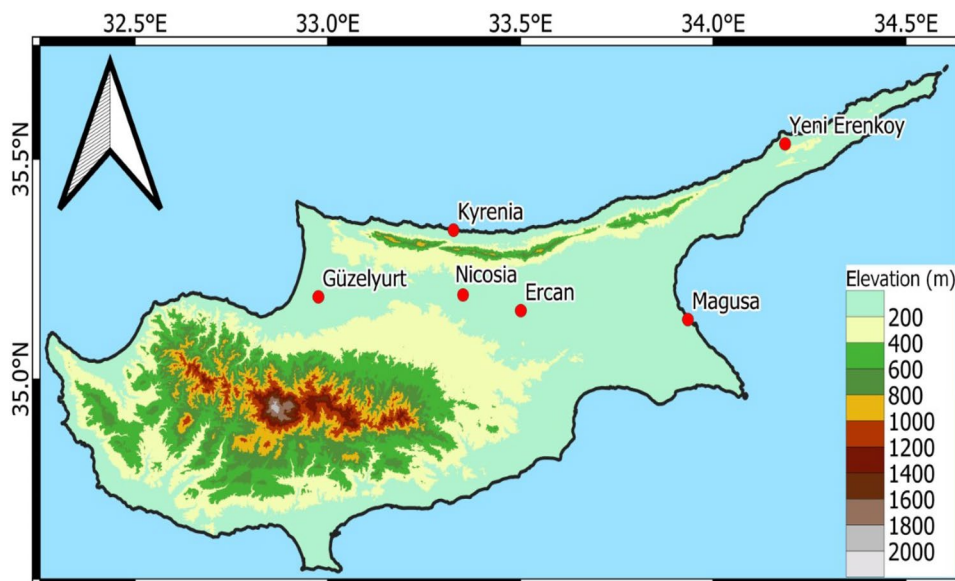 32.5°E 33.0°E 33.5°E 34.0°E 34.5°E
35.5°N
35.0°N
Yeni Erenkoy
Kyrenia
Güzelyurt
Nicosia
Ercan
Magusa
Elevation (m)
200
400
600
800
1000
1200
1400
1600
1800
2000